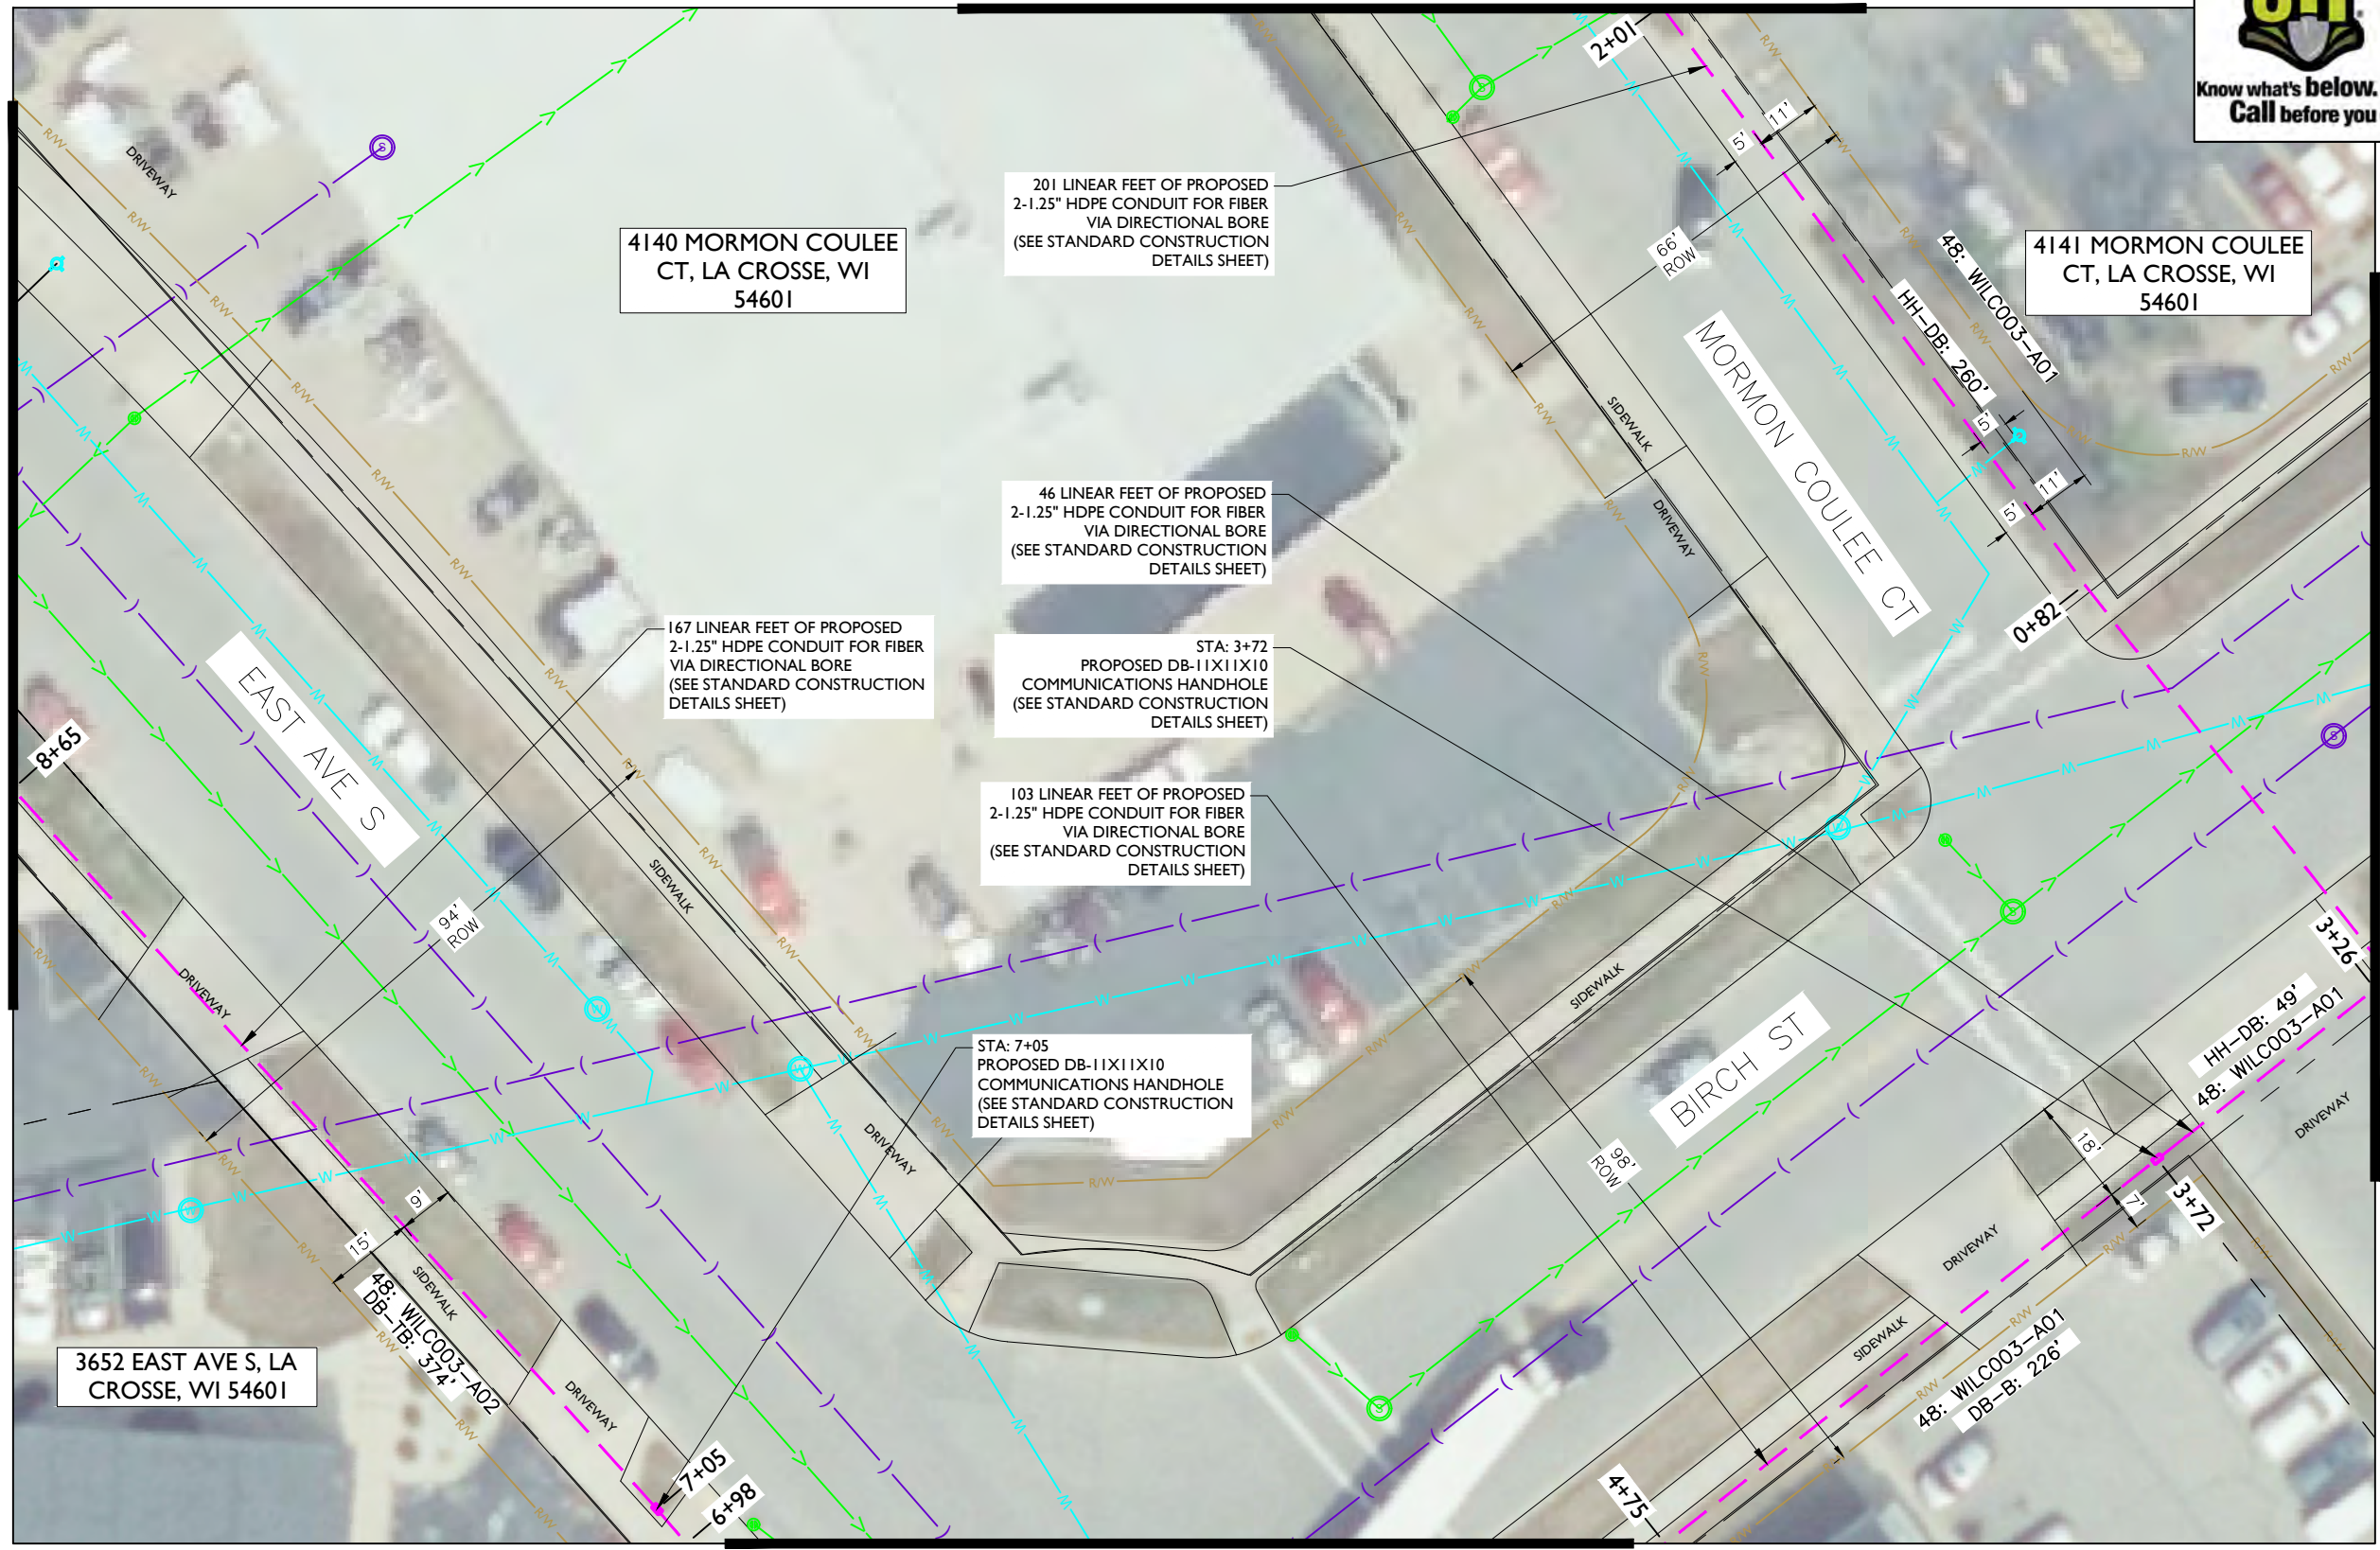 Know what's below.
Call before you
2+01
11'
5'
201 LINEAR FEET OF PROPOSED
2-1.25" HDPE CONDUIT FOR FIBER
VIA DIRECTIONAL BORE
(SEE STANDARD CONSTRUCTION
DETAILS SHEET)
DRIVEWAY
4140 MORMON COULEE
CT, LA CROSSE, WI
54601
66'
ROW
48: WILC003-A01
HH-DB: 260'
4141 MORMON COULEE
CT, LA CROSSE, WI
54601
MORMON COULEE CT
SIDEWALK
DRIVEWAY
5'
11'
5'
0+82
46 LINEAR FEET OF PROPOSED
2-1.25" HDPE CONDUIT FOR FIBER
VIA DIRECTIONAL BORE
(SEE STANDARD CONSTRUCTION
DETAILS SHEET)
167 LINEAR FEET OF PROPOSED
2-1.25" HDPE CONDUIT FOR FIBER
VIA DIRECTIONAL BORE
(SEE STANDARD CONSTRUCTION
DETAILS SHEET)
STA: 3+72
PROPOSED DB-11X11X10
COMMUNICATIONS HANDHOLE
(SEE STANDARD CONSTRUCTION
DETAILS SHEET)
EAST AVE S
8+65
103 LINEAR FEET OF PROPOSED
2-1.25" HDPE CONDUIT FOR FIBER
VIA DIRECTIONAL BORE
(SEE STANDARD CONSTRUCTION
DETAILS SHEET)
SIDEWALK
94'
ROW
DRIVEWAY
SIDEWALK
3+26
HH-DB: 49'
48: WILC003-A01
DRIVEWAY
STA: 7+05
PROPOSED DB-11X11X10
COMMUNICATIONS HANDHOLE
(SEE STANDARD CONSTRUCTION
DETAILS SHEET)
BIRCH ST
98'
ROW
18'
7'
3+72
DRIVEWAY
DRIVEWAY
9'
15'
SIDEWALK
48: WILC003-A02
DB-TB: 374'
3652 EAST AVE S, LA
CROSSE, WI 54601
DRIVEWAY
SIDEWALK
48: WILC003-A01
DB-B: 226'
7+05
6+98
4+75
R/W
W
S